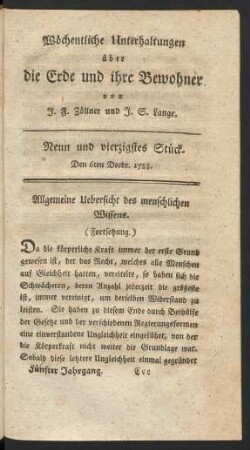 Wöchentliche Unterhaltungen
über
die Erde und ihre Bewohner
von
J. F. Zöllner und J. S. Lange.
Neun und vierzigstes Stück.
Den 6ten Decbr. 1788.
Allgemeine Uebersicht des menschlichen
Wissens.
(Fortsetzung.)
Da die körperliche Kraft immer der erste Grund
gewesen ist, der das Recht, welches alle Menschen
auf Gleichheit hatten, vereitelte, so haben sich
die Schwächern, deren Anzahl jederzeit die größeste
ist, immer vereinigt, um derselben Widerstand zu
leisten. Sie haben zu diesem Ende durch Beihülfe
der Gesetze und der verschiedenen Regierungsformen
eine einverstandene Ungleichheit eingeführt, von der
die Körperkraft nicht weiter die Grundlage war.
Sobald diese letztere Ungleichheit einmal gegründet
Fünfter Jahrgang. Ccc